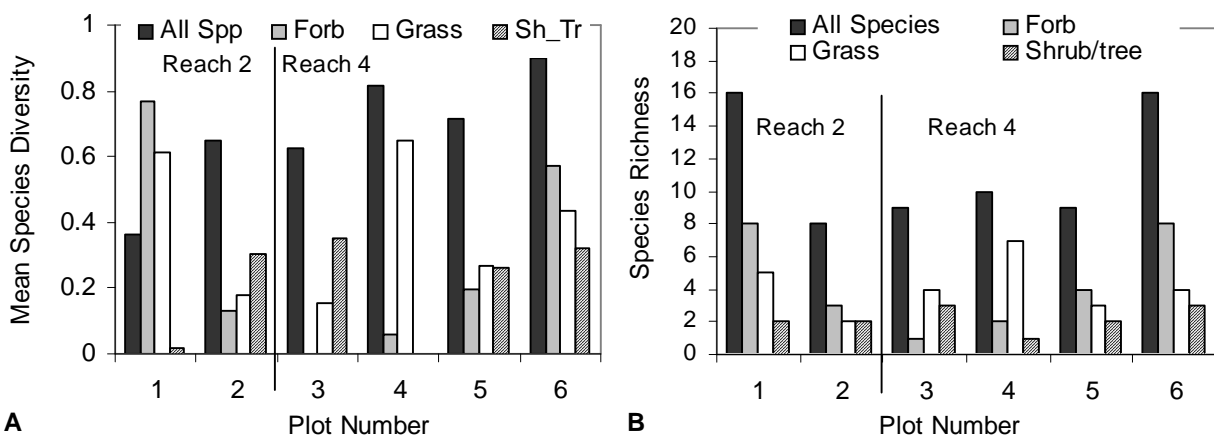 Mean Species Diversity
1
0.8
0.6
0.4
0.2
0
All Spp Forb Grass Sh_Tr
Reach 2 Reach 4
1 2 3 4 5 6
Plot Number
A
Species Richness
20
18
16
14
12
10
8
6
4
2
0
All Species Forb
Grass Shrub/tree
Reach 2 Reach 4
1 2 3 4 5 6
Plot Number
B